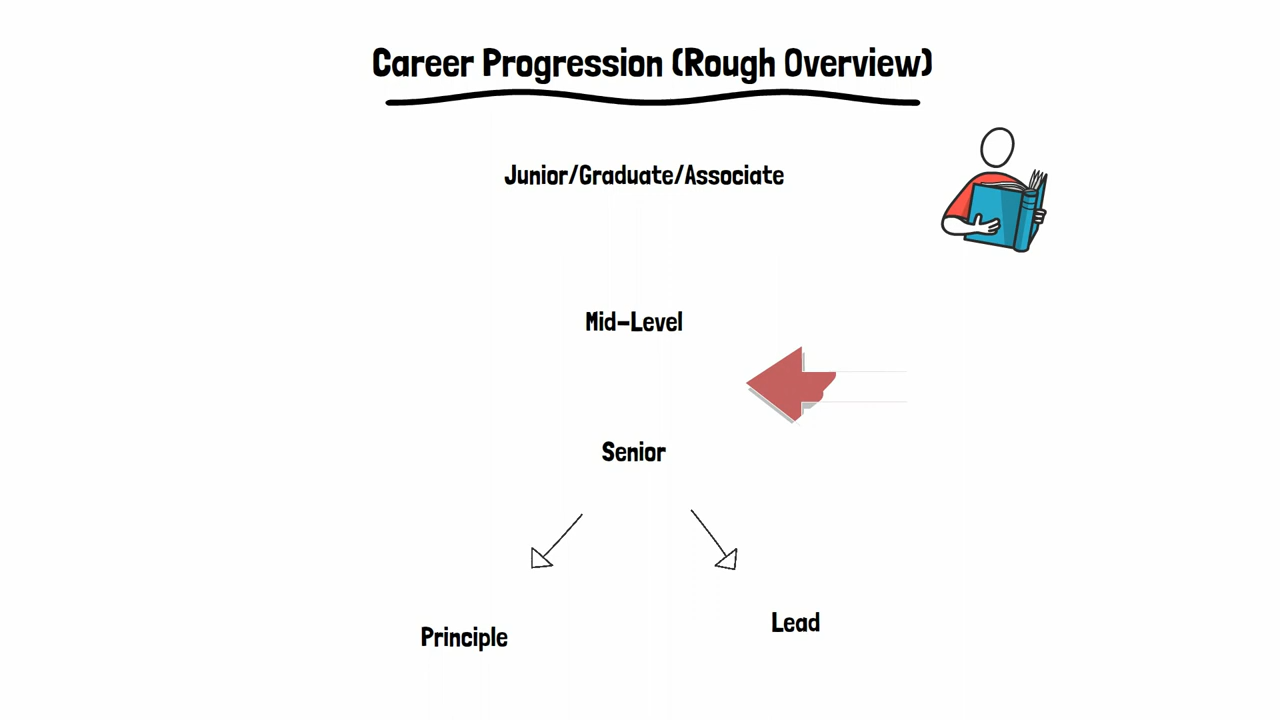 Career Progression (Rough Overview)
Junior/Graduate/Associate
Mid-Level
Senior
Principle
Lead